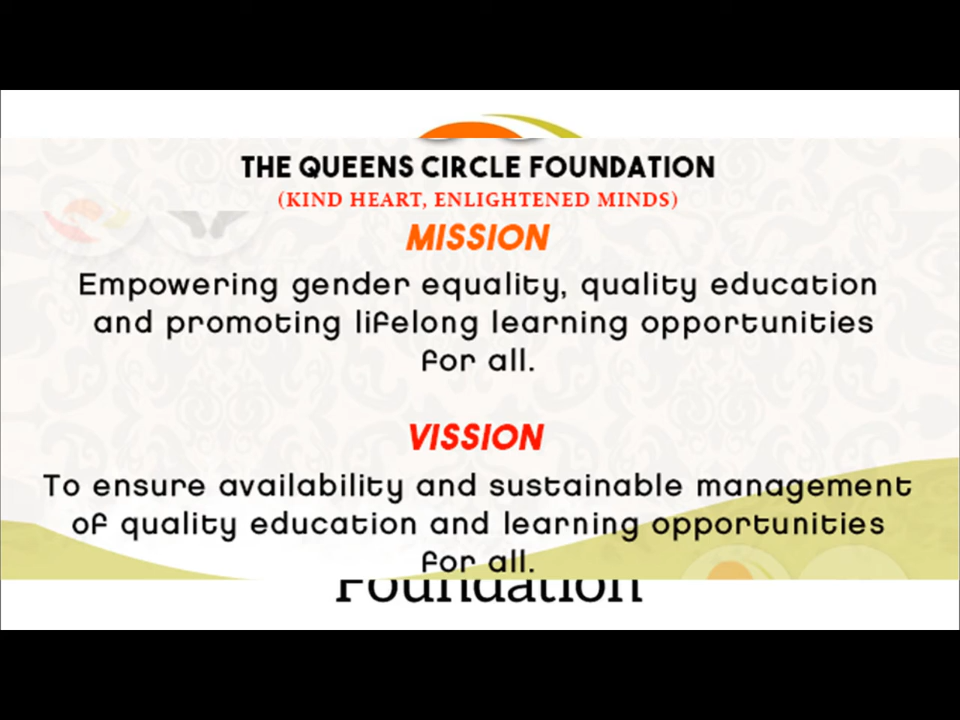 THE QUEENS CIRCLE FOUNDATION
(KIND HEART, ENLIGHTENED MINDS)
MISSION
Empowering gender equality, quality education
and promoting lifelong learning opportunities
for all.
VISSION
To ensure availability and sustainable management
of quality education and learning opportunities
for all.
Foundation